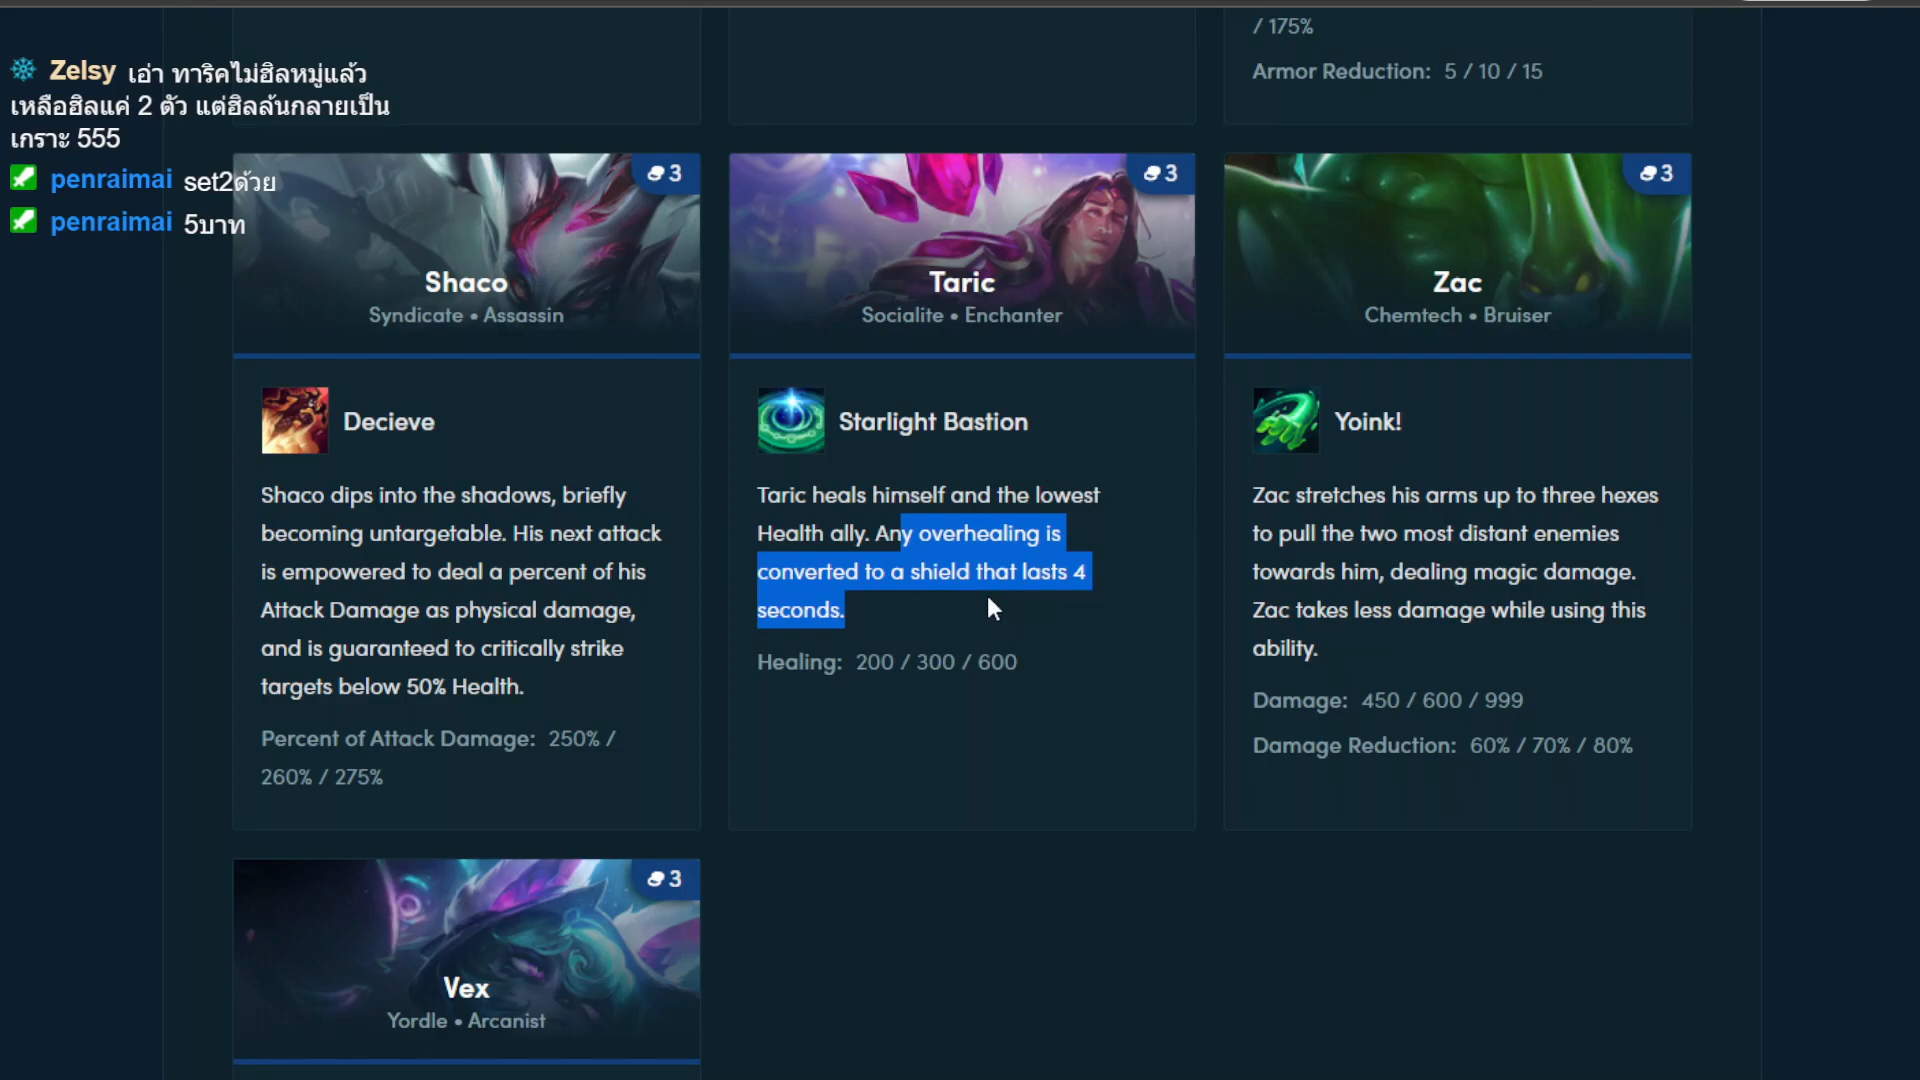 / 175%
Armor Reduction: 5 / 10 / 15
Zelsy เอ่า ทาริคไม่ฮิลหมู่แล้ว
เหลือฮิลแค่ 2 ตัว แต่ฮิลล้นกลายเป็น
เกราะ 555
penraimai set2ด้วย
penraimai 5บาท
3
Shaco
Syndicate • Assassin
Decieve
Shaco dips into the shadows, briefly
becoming untargetable. His next attack
is empowered to deal a percent of his
Attack Damage as physical damage,
and is guaranteed to critically strike
targets below 50% Health.
Percent of Attack Damage: 250% /
260% / 275%
3
Taric
Socialite • Enchanter
Starlight Bastion
Taric heals himself and the lowest
Health ally. Any overhealing is
converted to a shield that lasts 4
seconds.
Healing: 200 / 300 / 600
3
Zac
Chemtech • Bruiser
Yoink!
Zac stretches his arms up to three hexes
to pull the two most distant enemies
towards him, dealing magic damage.
Zac takes less damage while using this
ability.
Damage: 450 / 600 / 999
Damage Reduction: 60% / 70% / 80%
3
Vex
Yordle • Arcanist